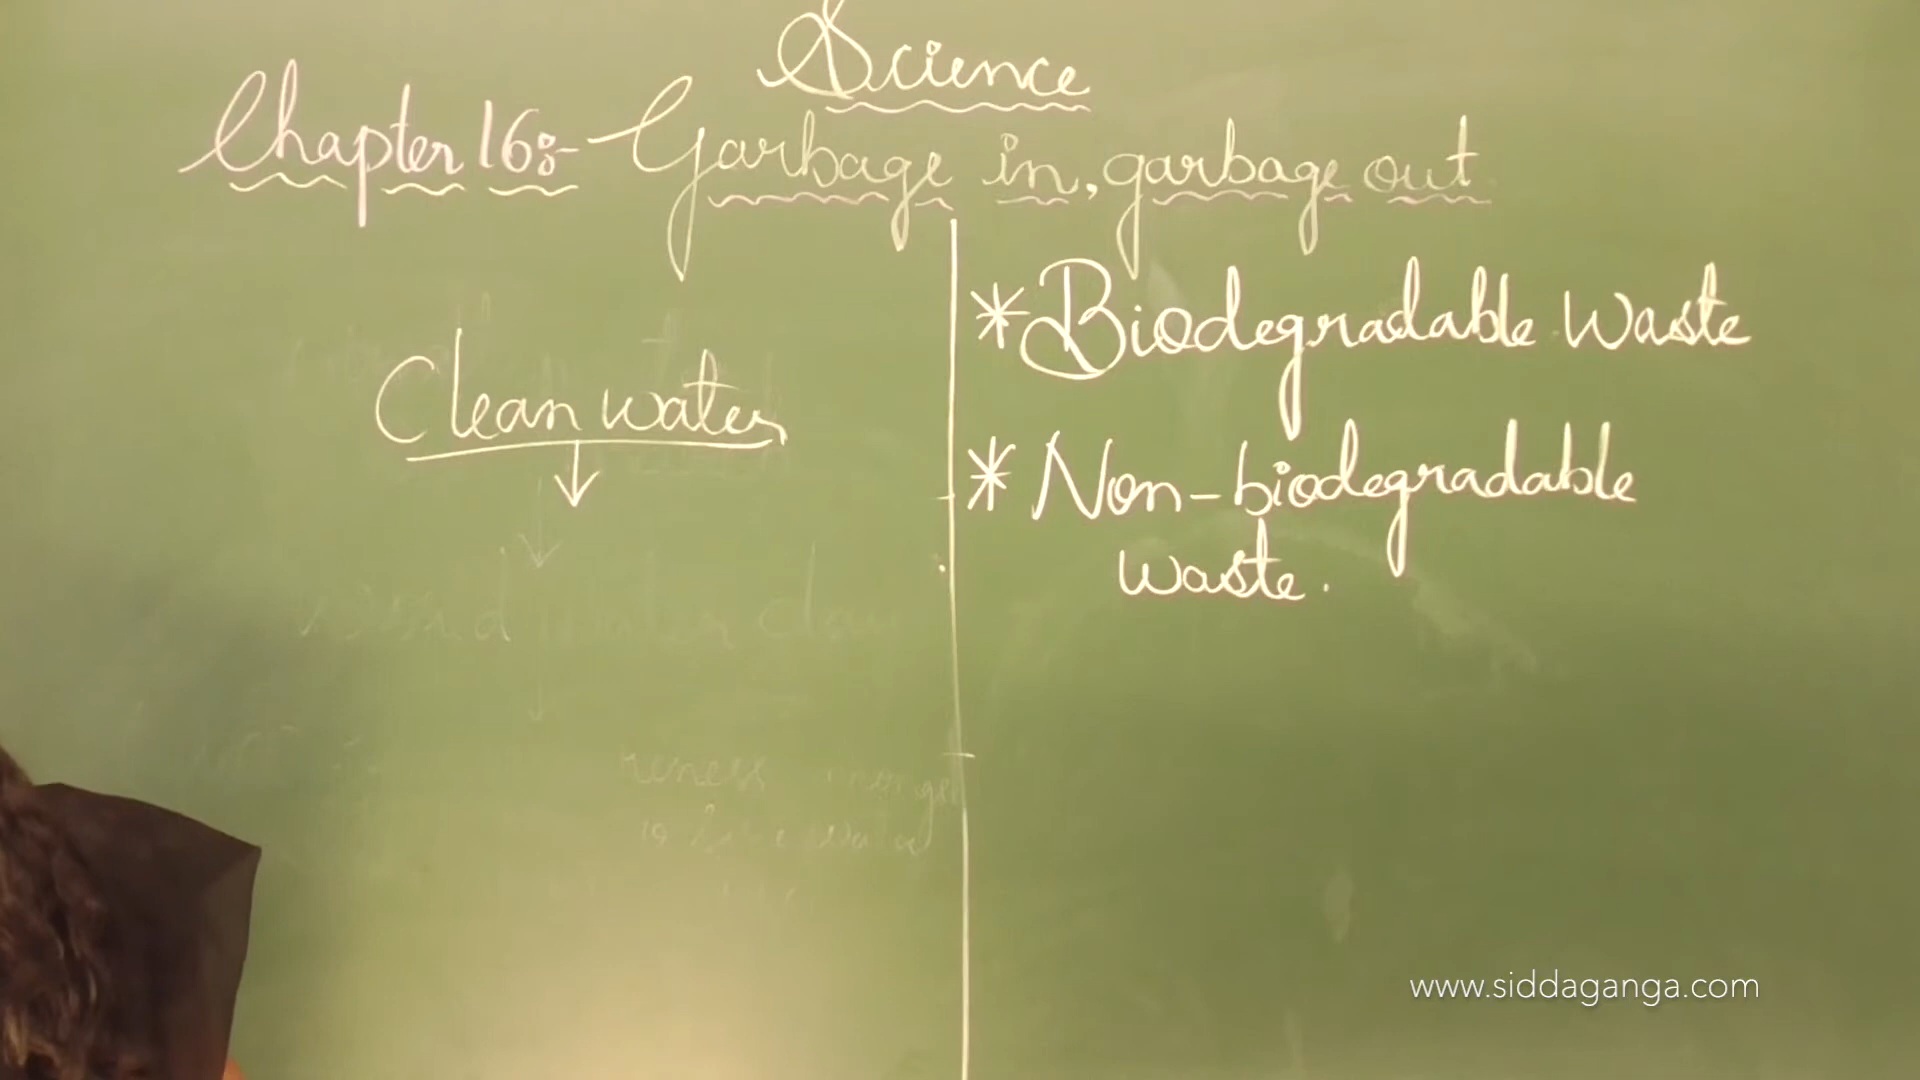 Science
Chapter 16:- Garbage in, garbage out
Clean water
* Biodegradable Waste
* Non-biodegradable
waste.
www.siddaganga.com